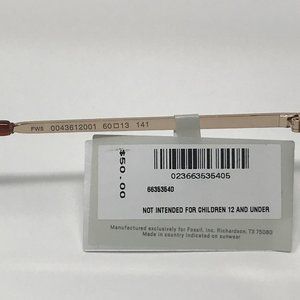 FWS 0043612001 60□13 141
$50.00
023663535405
66353540
NOT INTENDED FOR CHILDREN 12 AND UNDER
Manufactured exclusively for Fossil, Inc. Richardson, TX 75080
Made in country indicated on sunwear